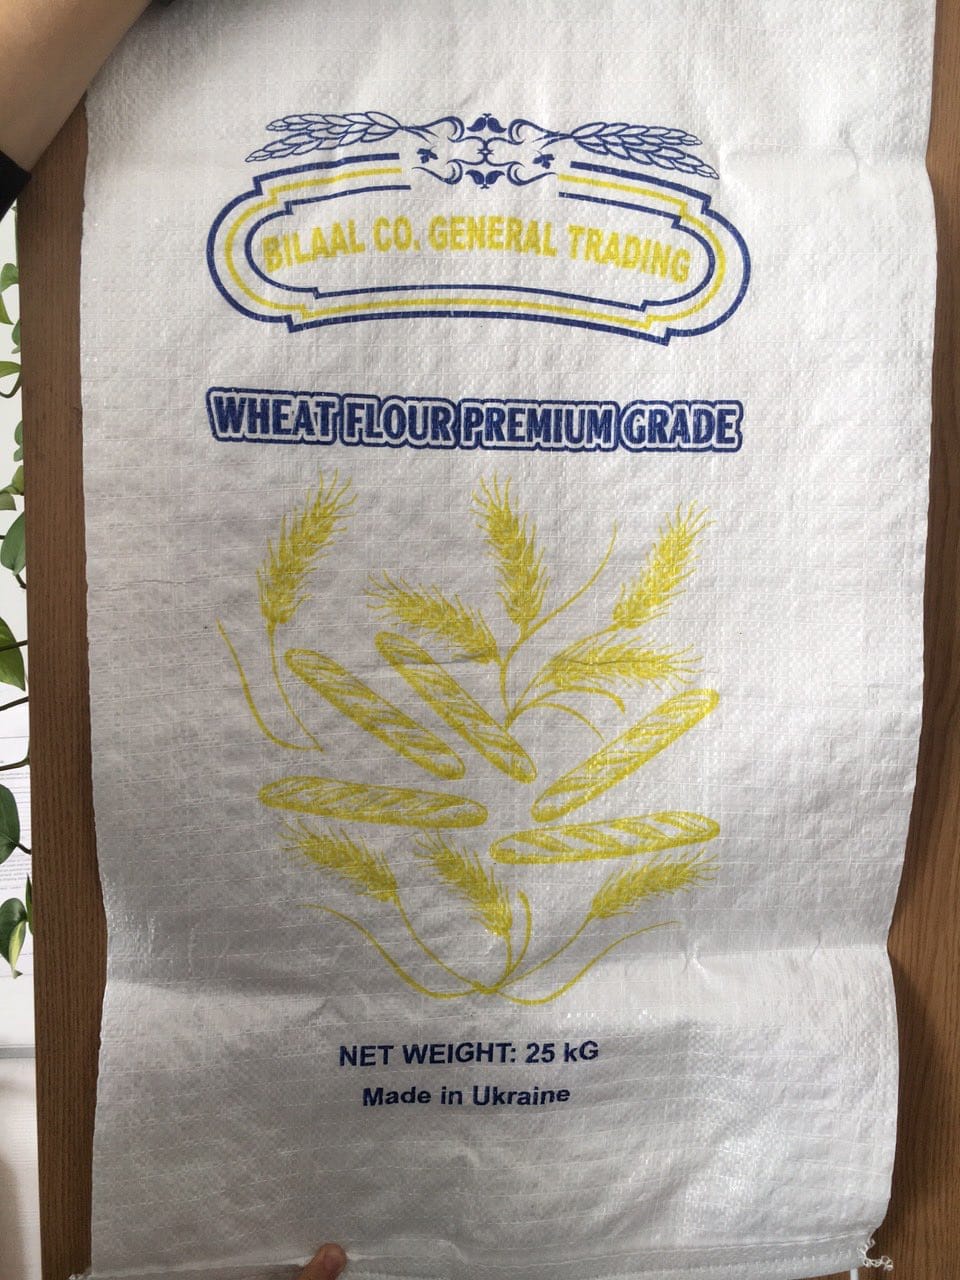 BILAAL CO. GENERAL TRADING
WHEAT FLOUR PREMIUM GRADE
NET WEIGHT: 25 kG
Made in Ukraine